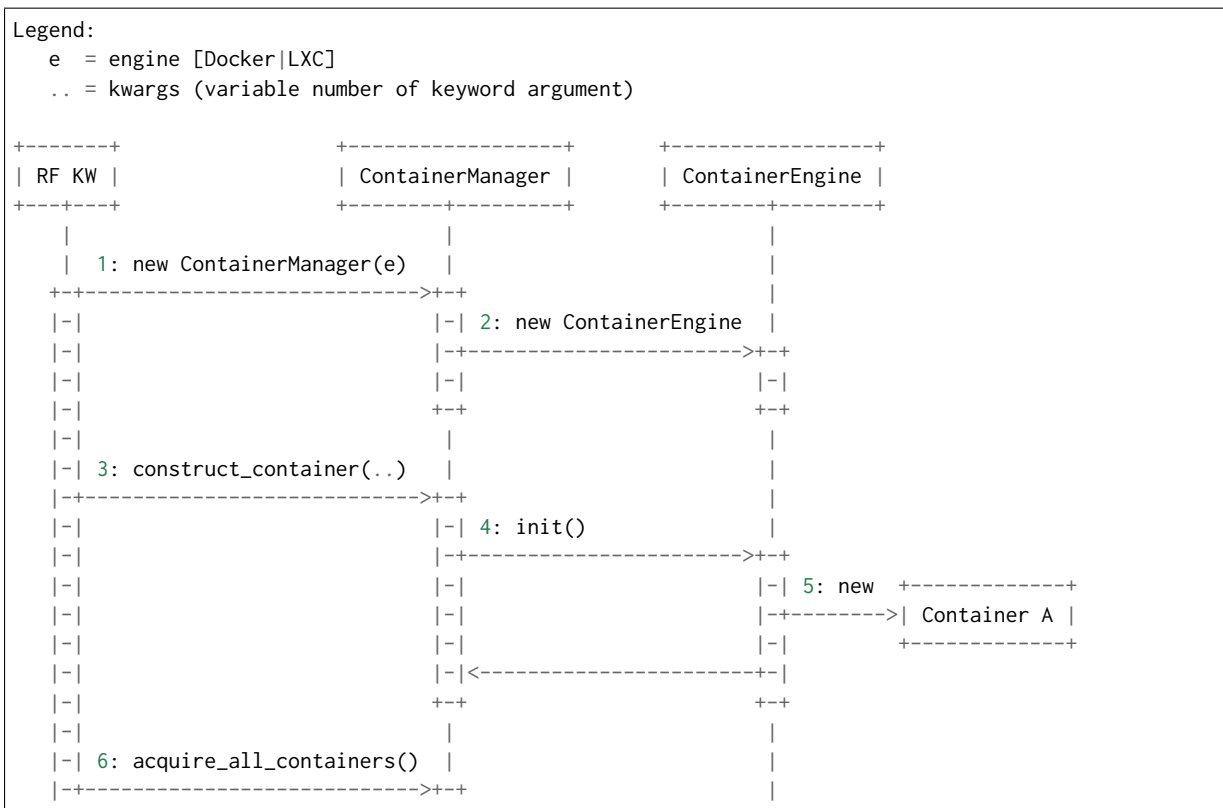 Legend:
   e  = engine [Docker|LXC]
   .. = kwargs (variable number of keyword argument)

+-------+                  +------------------+       +-----------------+
| RF KW |                  | ContainerManager |       | ContainerEngine |
+---+---+                  +--------+---------+       +--------+--------+
    |                               |                          |
    |  1: new ContainerManager(e)   |                          |
   +-+---------------------------->+-+                         |
   |-|                             |-| 2: new ContainerEngine  |
   |-|                             |-+----------------------->+-+
   |-|                             |-|                        |-|
   |-|                             +-+                        +-+
   |-|                              |                          |
   |-| 3: construct_container(..)   |                          |
   |-+---------------------------->+-+                         |
   |-|                             |-| 4: init()               |
   |-|                             |-+----------------------->+-+
   |-|                             |-|                        |-| 5: new  +-------------+
   |-|                             |-|                        |-+-------->| Container A |
   |-|                             |-|                        |-|         +-------------+
   |-|                             |-|<-----------------------+-|
   |-|                             +-+                        +-+
   |-|                              |                          |
   |-| 6: acquire_all_containers()  |                          |
   |-+---------------------------->+-+                         |